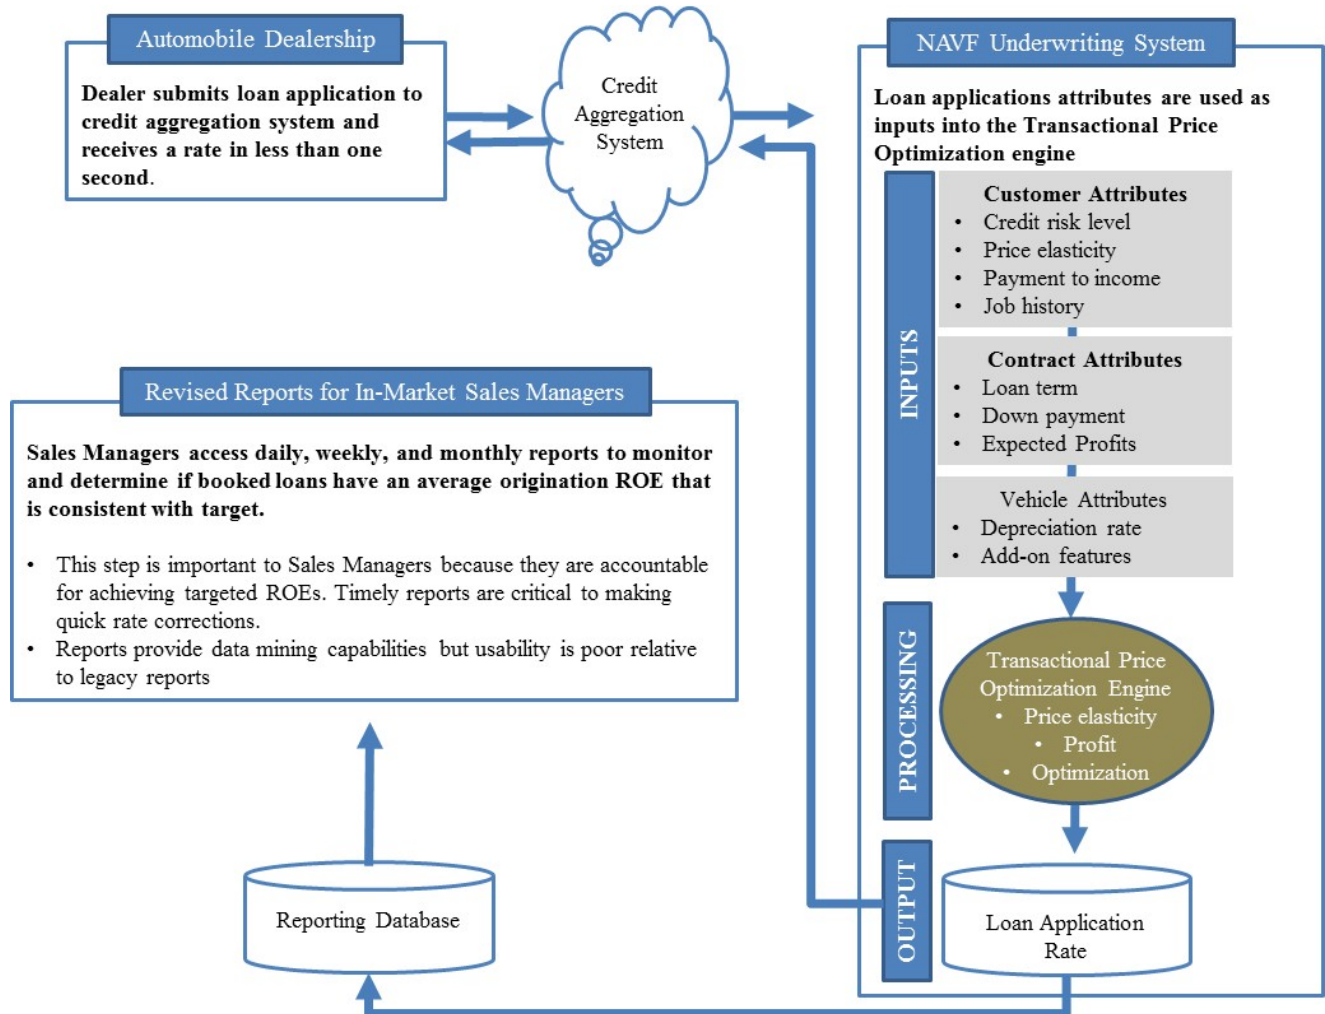 Automobile Dealership
Dealer submits loan application to
credit aggregation system and
receives a rate in less than one
second.
Credit
Aggregation
System
NAVF Underwriting System
Loan applications attributes are used as
inputs into the Transactional Price
Optimization engine
INPUTS
Customer Attributes
• Credit risk level
• Price elasticity
• Payment to income
• Job history
Contract Attributes
• Loan term
• Down payment
• Expected Profits
Vehicle Attributes
• Depreciation rate
• Add-on features
PROCESSING
Transactional Price
Optimization Engine
• Price elasticity
• Profit
• Optimization
OUTPUT
Loan Application
Rate
Revised Reports for In-Market Sales Managers
Sales Managers access daily, weekly, and monthly reports to monitor
and determine if booked loans have an average origination ROE that
is consistent with target.
• This step is important to Sales Managers because they are accountable
for achieving targeted ROEs. Timely reports are critical to making
quick rate corrections.
• Reports provide data mining capabilities but usability is poor relative
to legacy reports
Reporting Database